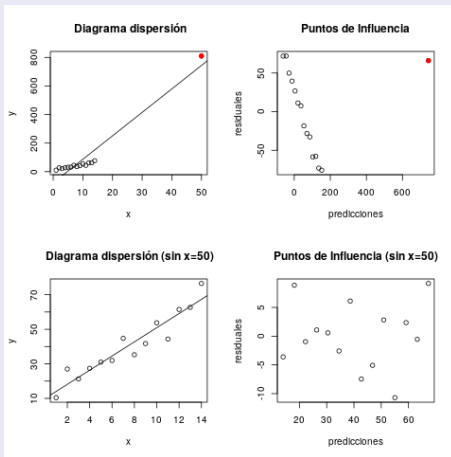 Diagrama dispersión
y
0 200 400 600 800
0 10 20 30 40 50
x
Puntos de Influencia
residuales
-50 0 50
0 200 400 600
predicciones
Diagrama dispersión (sin x=50)
y
10 30 50 70
2 4 6 8 10 12 14
x
Puntos de Influencia (sin x=50)
residuales
-10 -5 0 5
20 30 40 50 60
predicciones